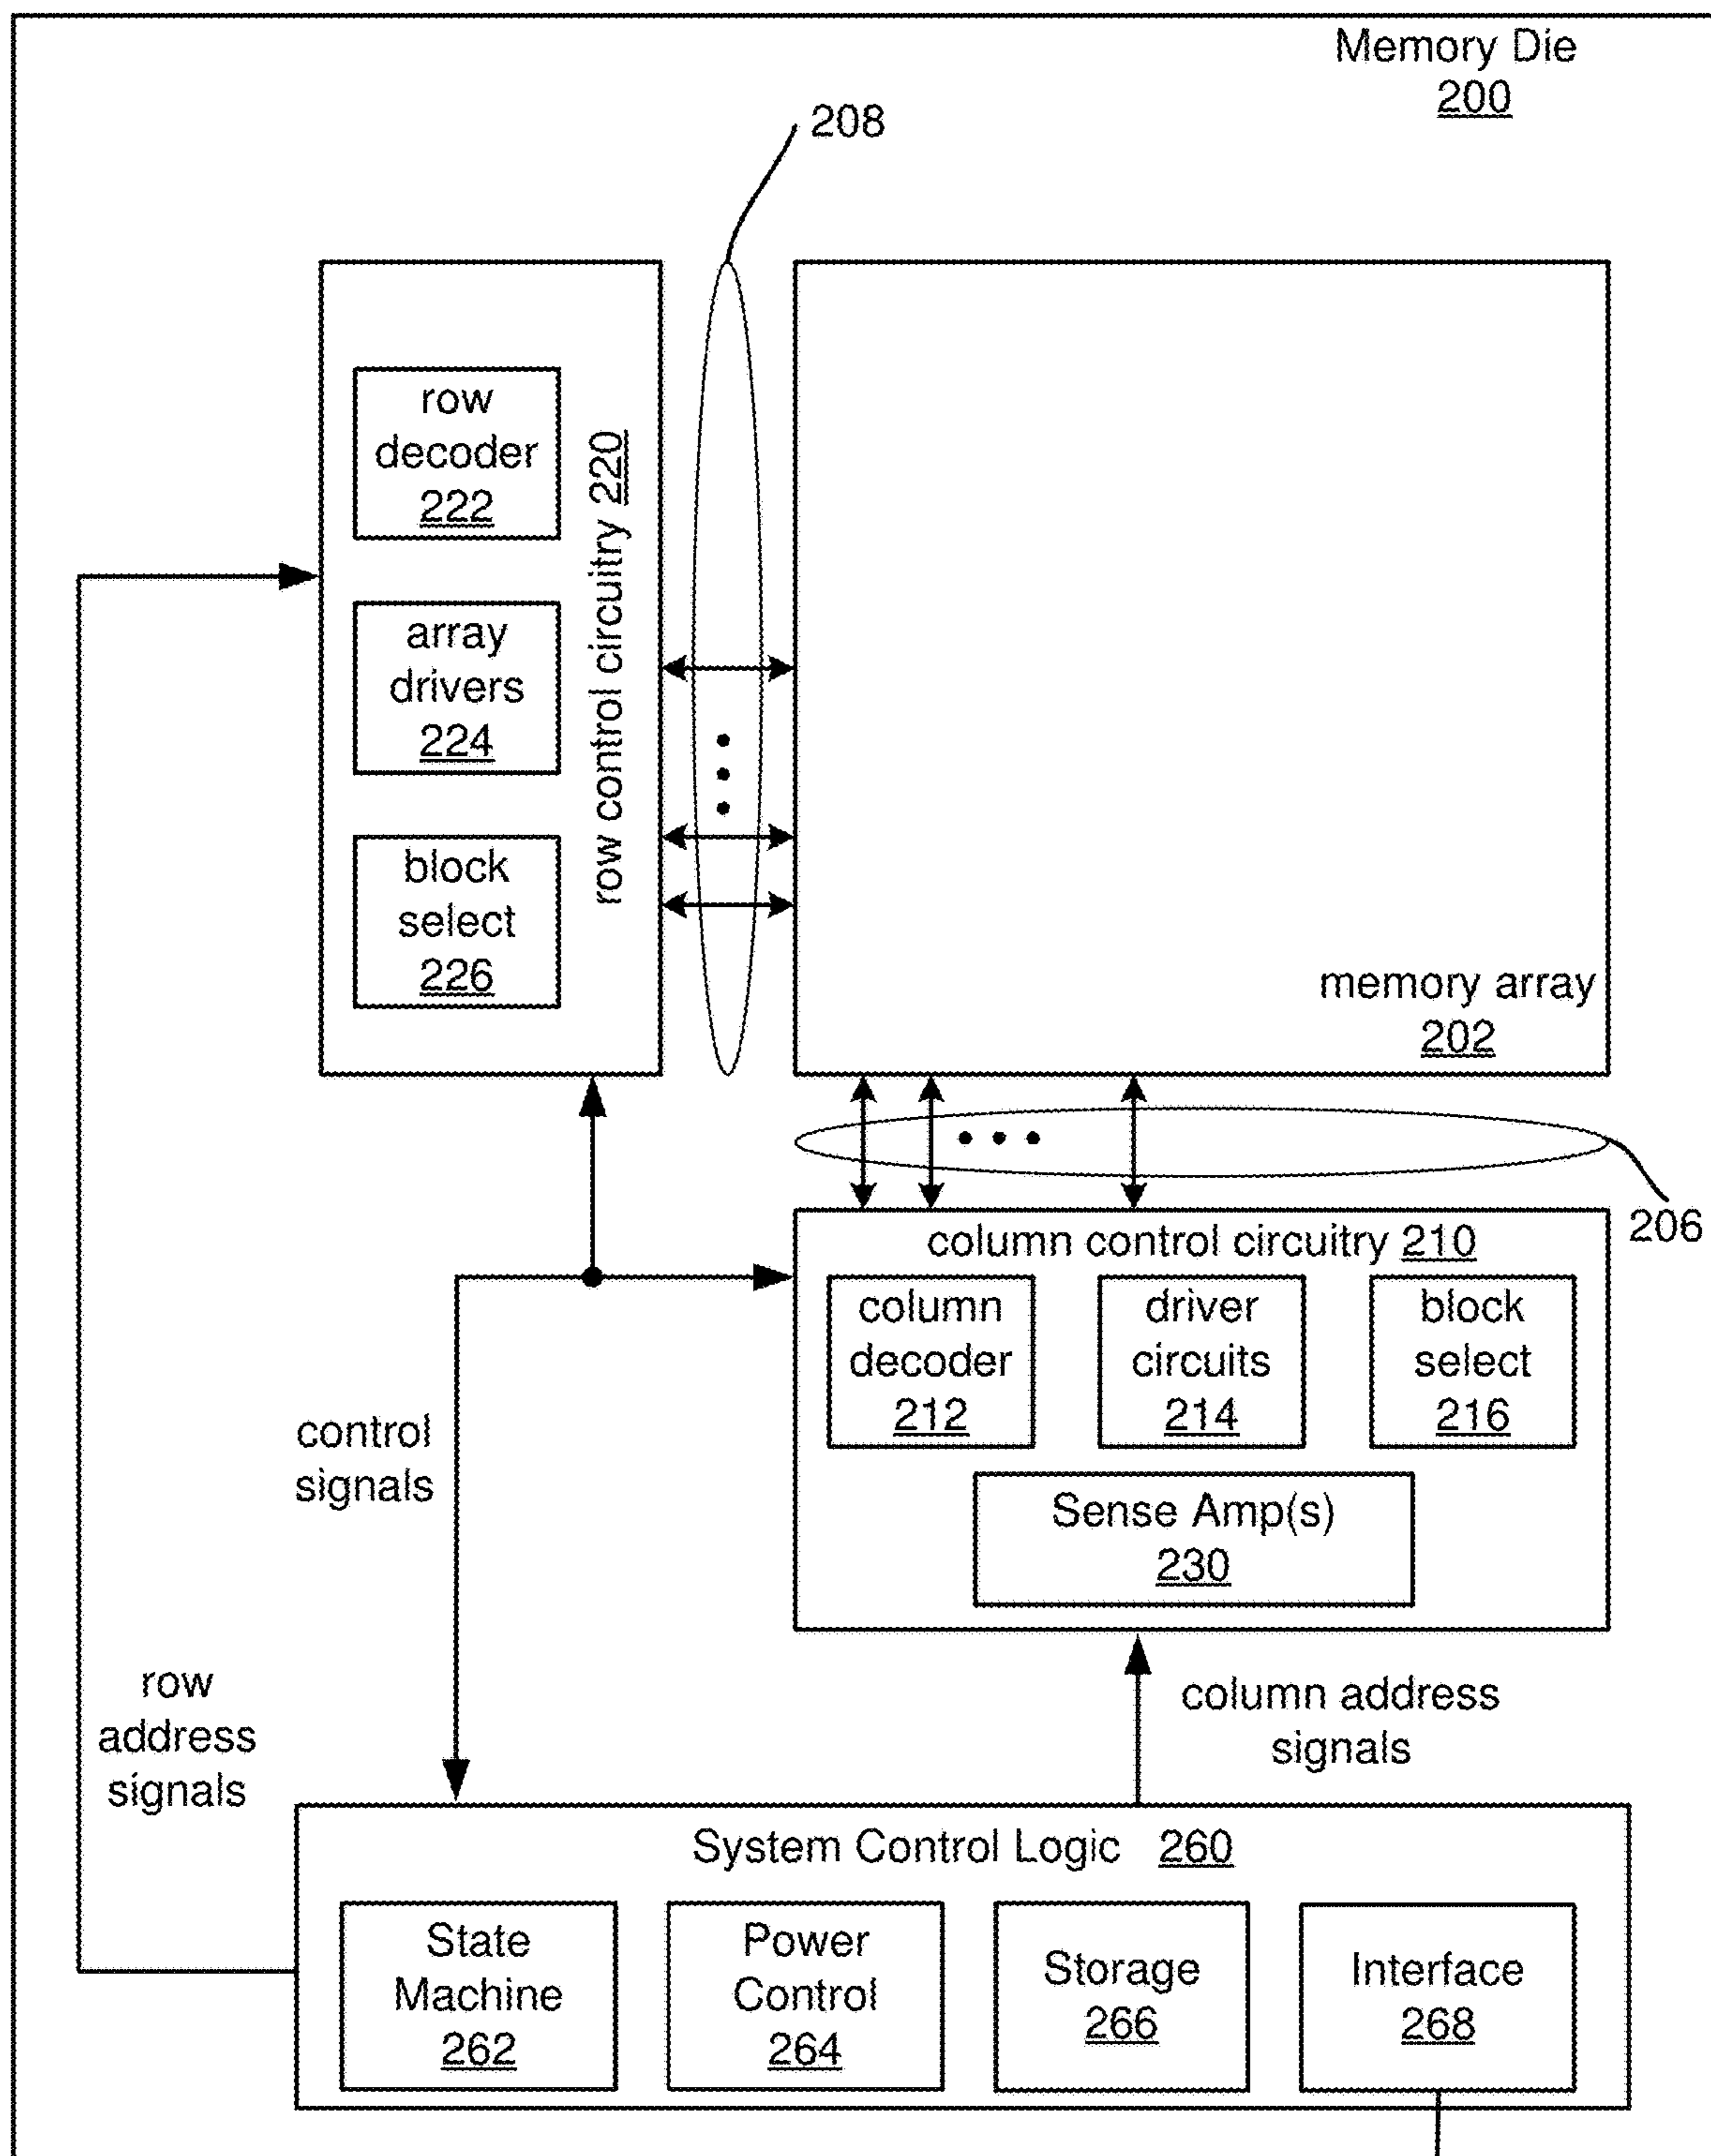 Memory Die
200
208
row
decoder
222
array
drivers
224
block
select
226
row control circuitry 220
memory array
202
206
column control circuitry 210
column
decoder
212
driver
circuits
214
block
select
216
Sense Amp(s)
230
control
signals
row
address
signals
column address
signals
System Control Logic 260
State
Machine
262
Power
Control
264
Storage
266
Interface
268